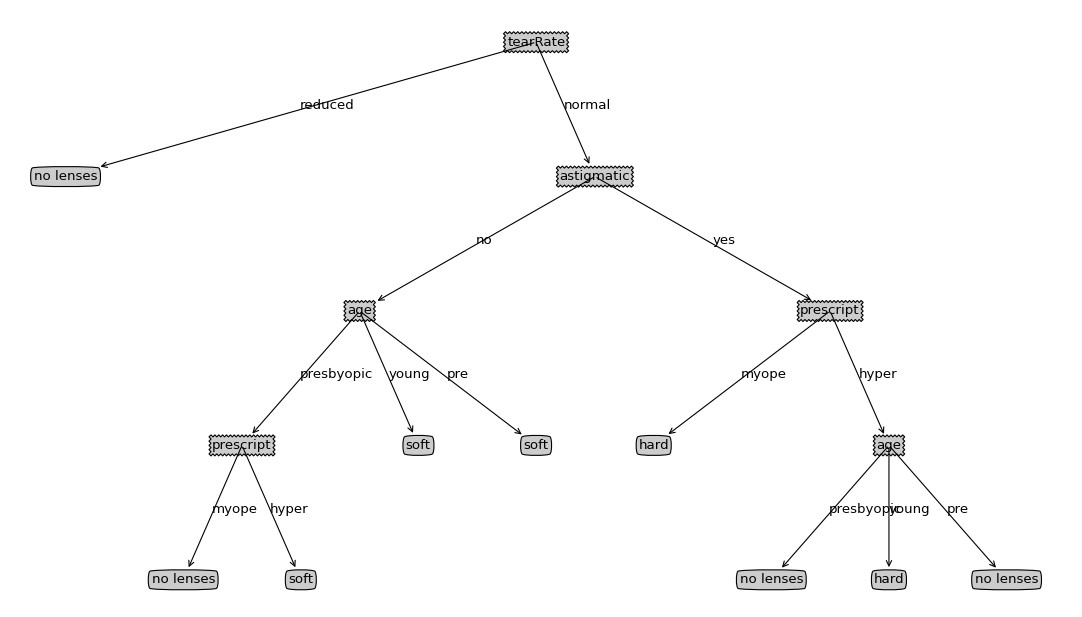 tearRate
reduced
normal
no lenses
astigmatic
no
yes
age
prescript
presbyopic
young
pre
myope
hyper
prescript
soft
soft
hard
age
myope
hyper
presbyopic
young
pre
no lenses
soft
no lenses
hard
no lenses